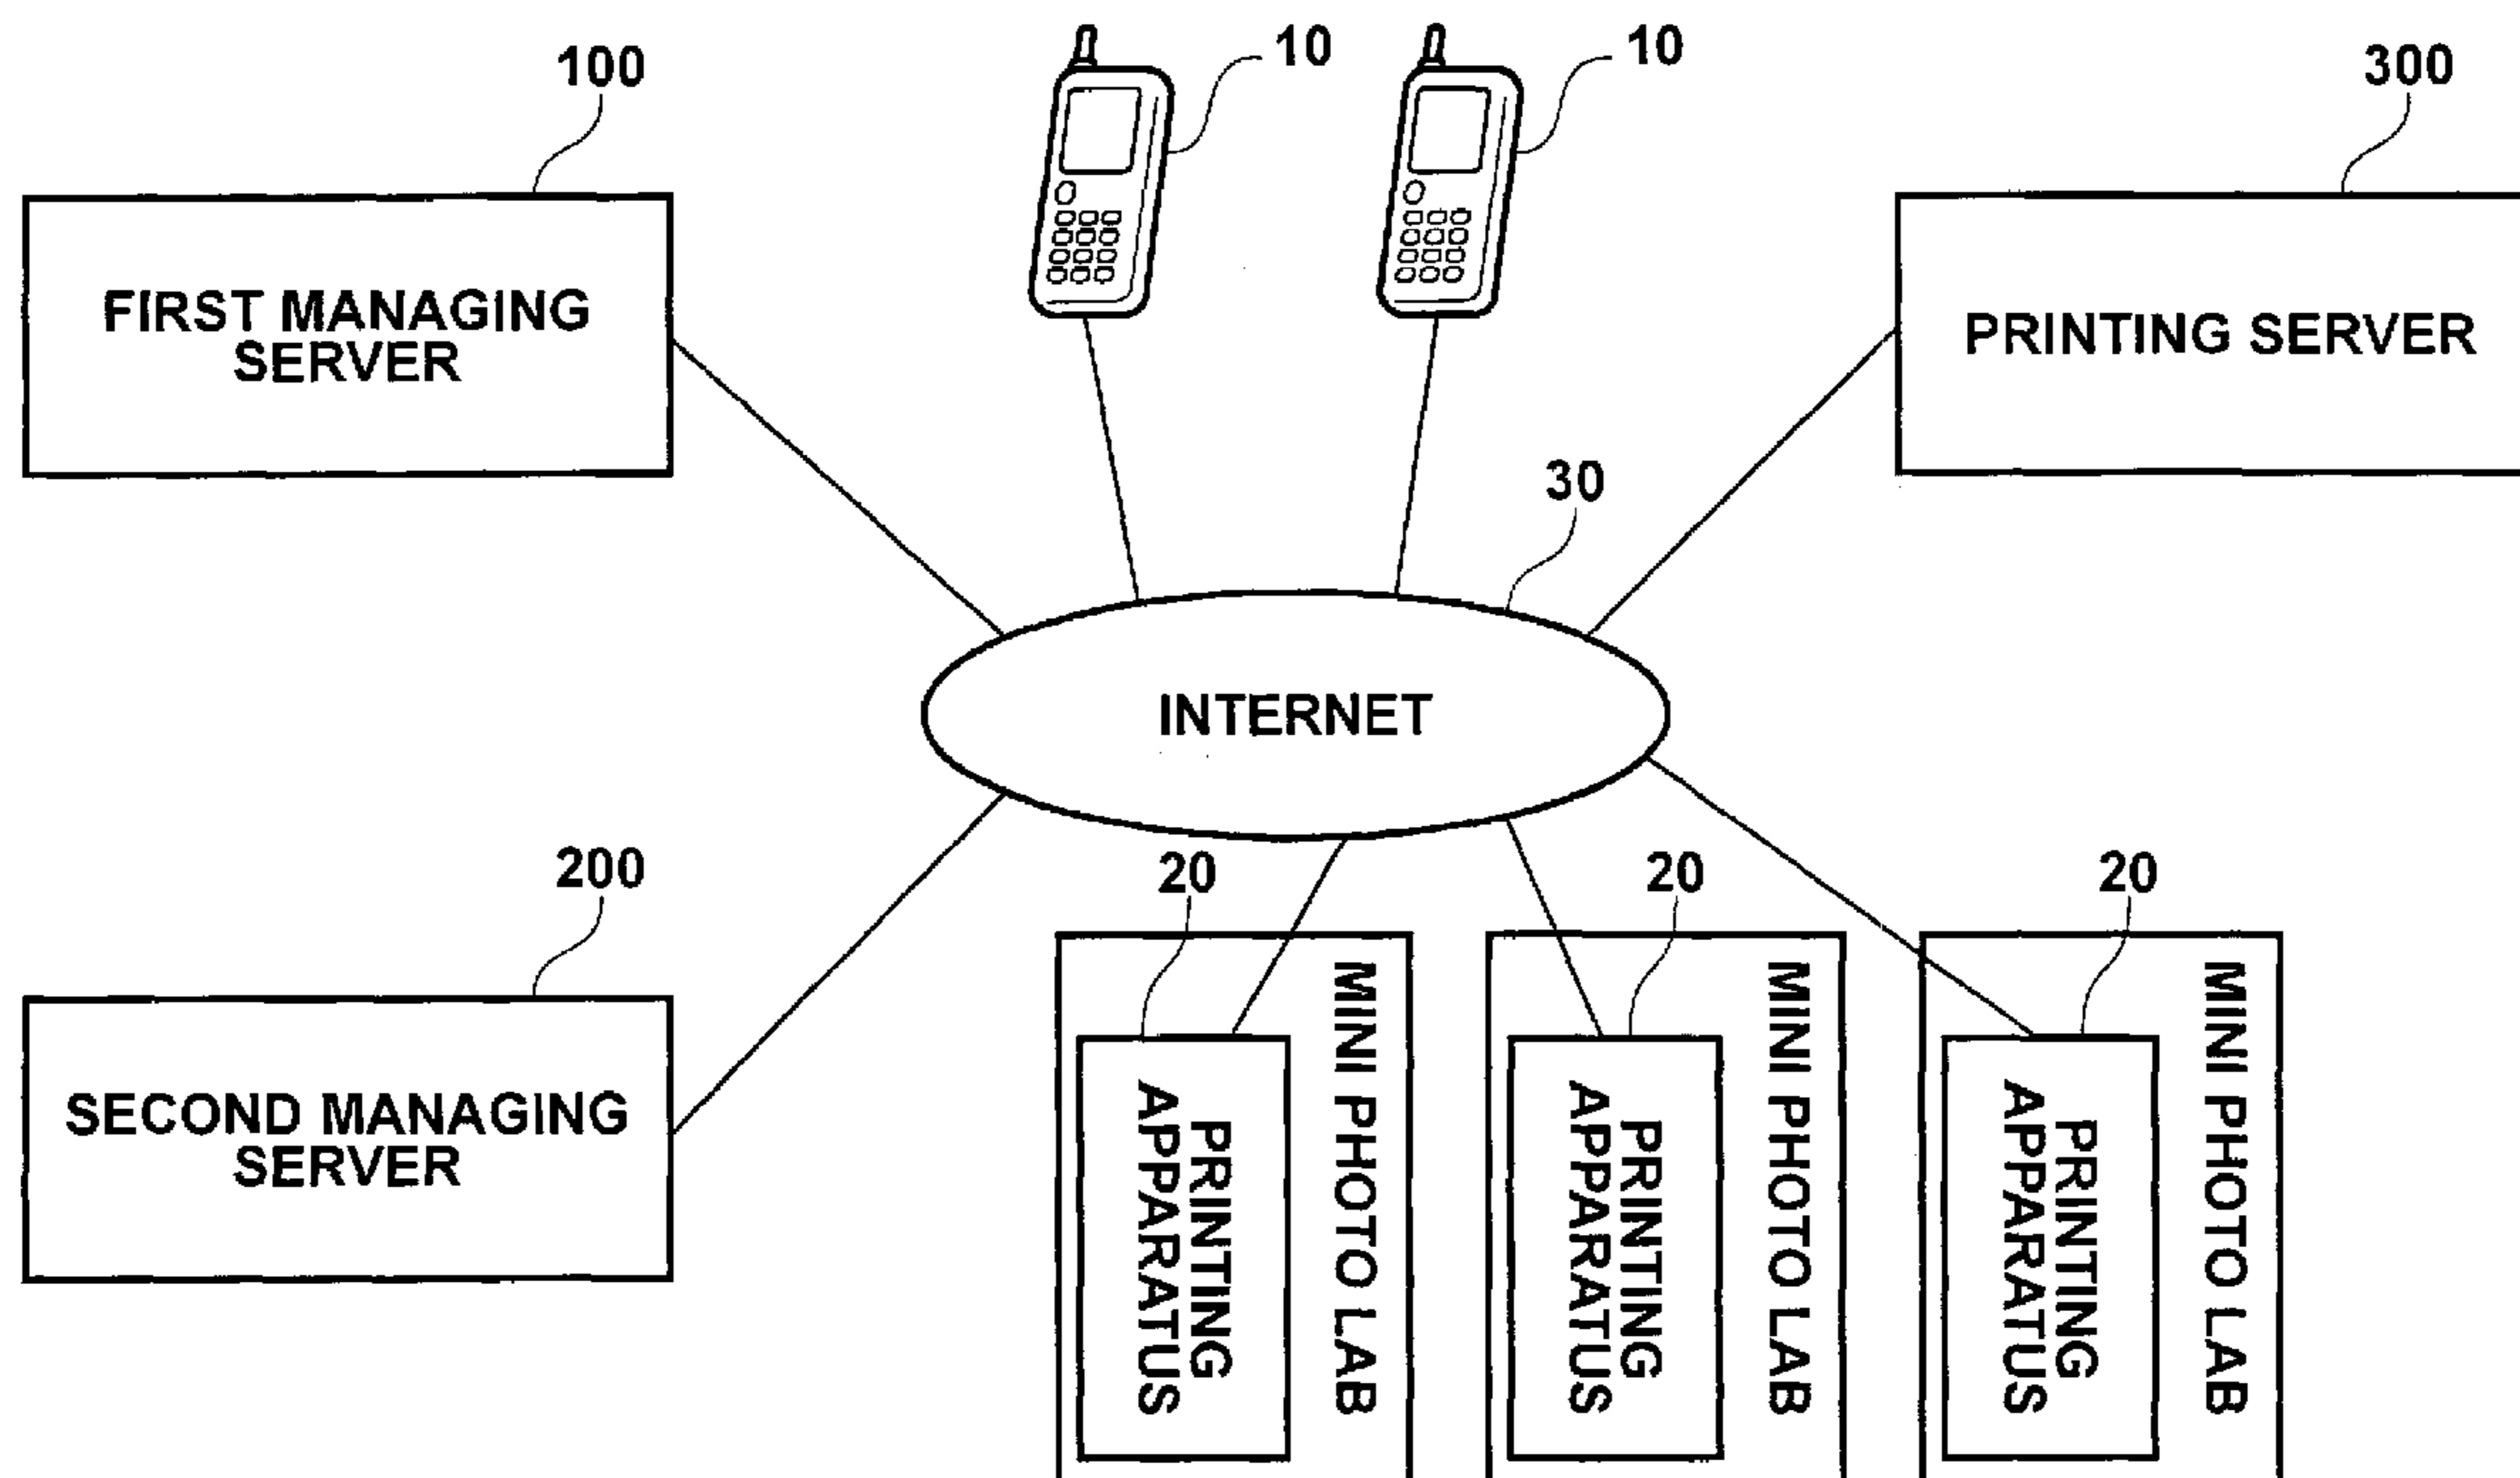 10
10
100
300
FIRST MANAGING
SERVER
PRINTING SERVER
30
INTERNET
200
20
20
20
SECOND MANAGING
SERVER
MINI PHOTO LAB
PRINTING
APPARATUS
MINI PHOTO LAB
PRINTING
APPARATUS
MINI PHOTO LAB
PRINTING
APPARATUS